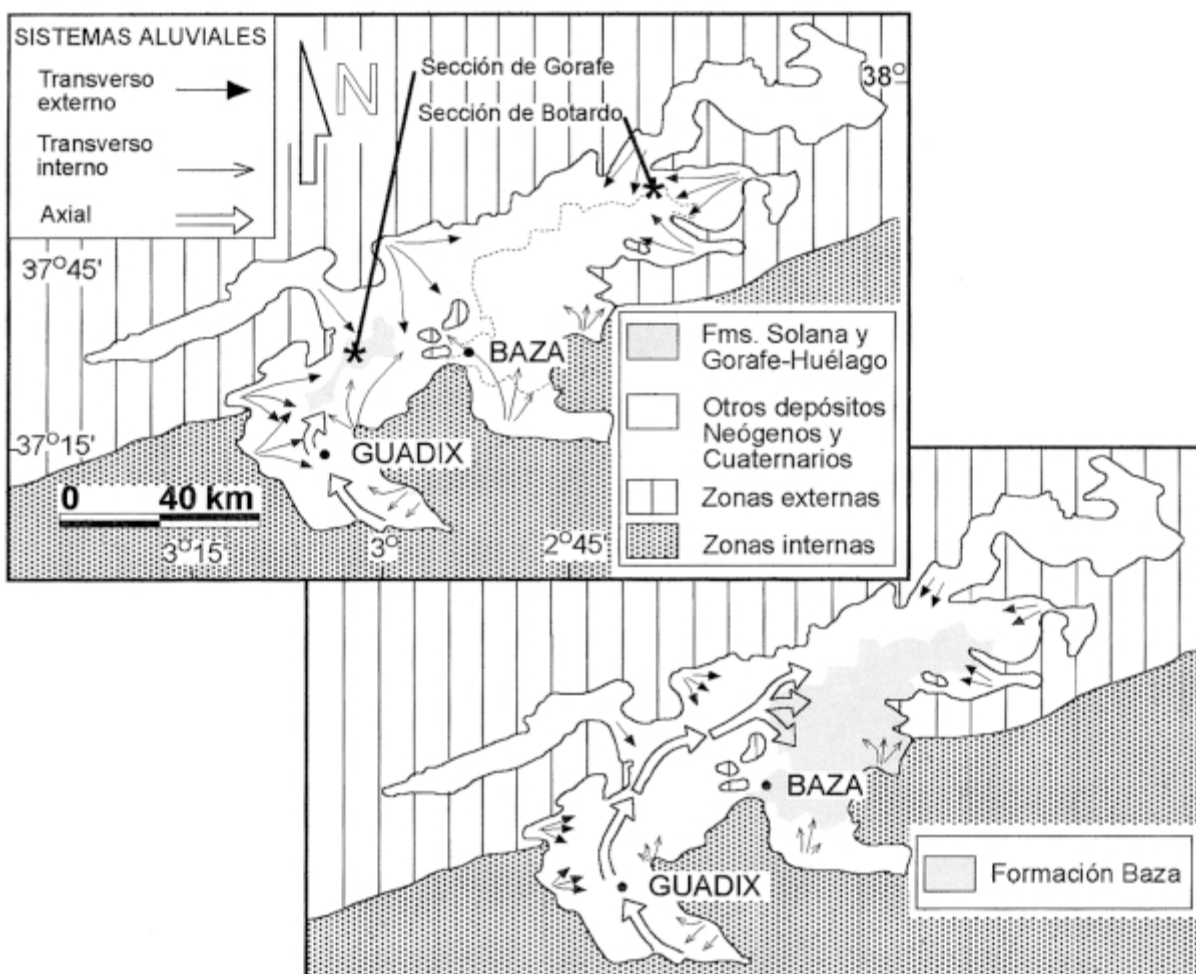 SISTEMAS ALUVIALES
Transverso
externo
Transverso
interno
Axial
N
Sección de Gorafe
Sección de Botardo
38°
37°45'
BAZA
37°15'
GUADIX
0 40 km
3°15
3°
2°45'
Fms. Solana y
Gorafe-Huélago
Otros depósitos
Neógenos y
Cuaternarios
Zonas externas
Zonas internas
BAZA
GUADIX
Formación Baza